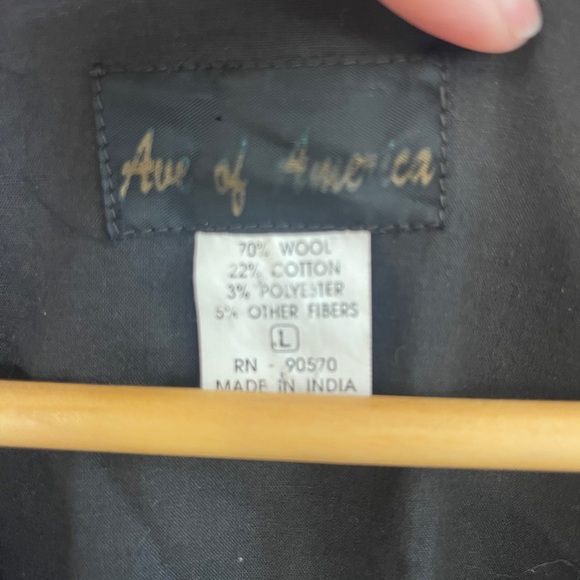 Ave of America
70% WOOL
22% COTTON
3% POLYESTER
5% OTHER FIBERS
L
RN - 90570
MADE IN INDIA